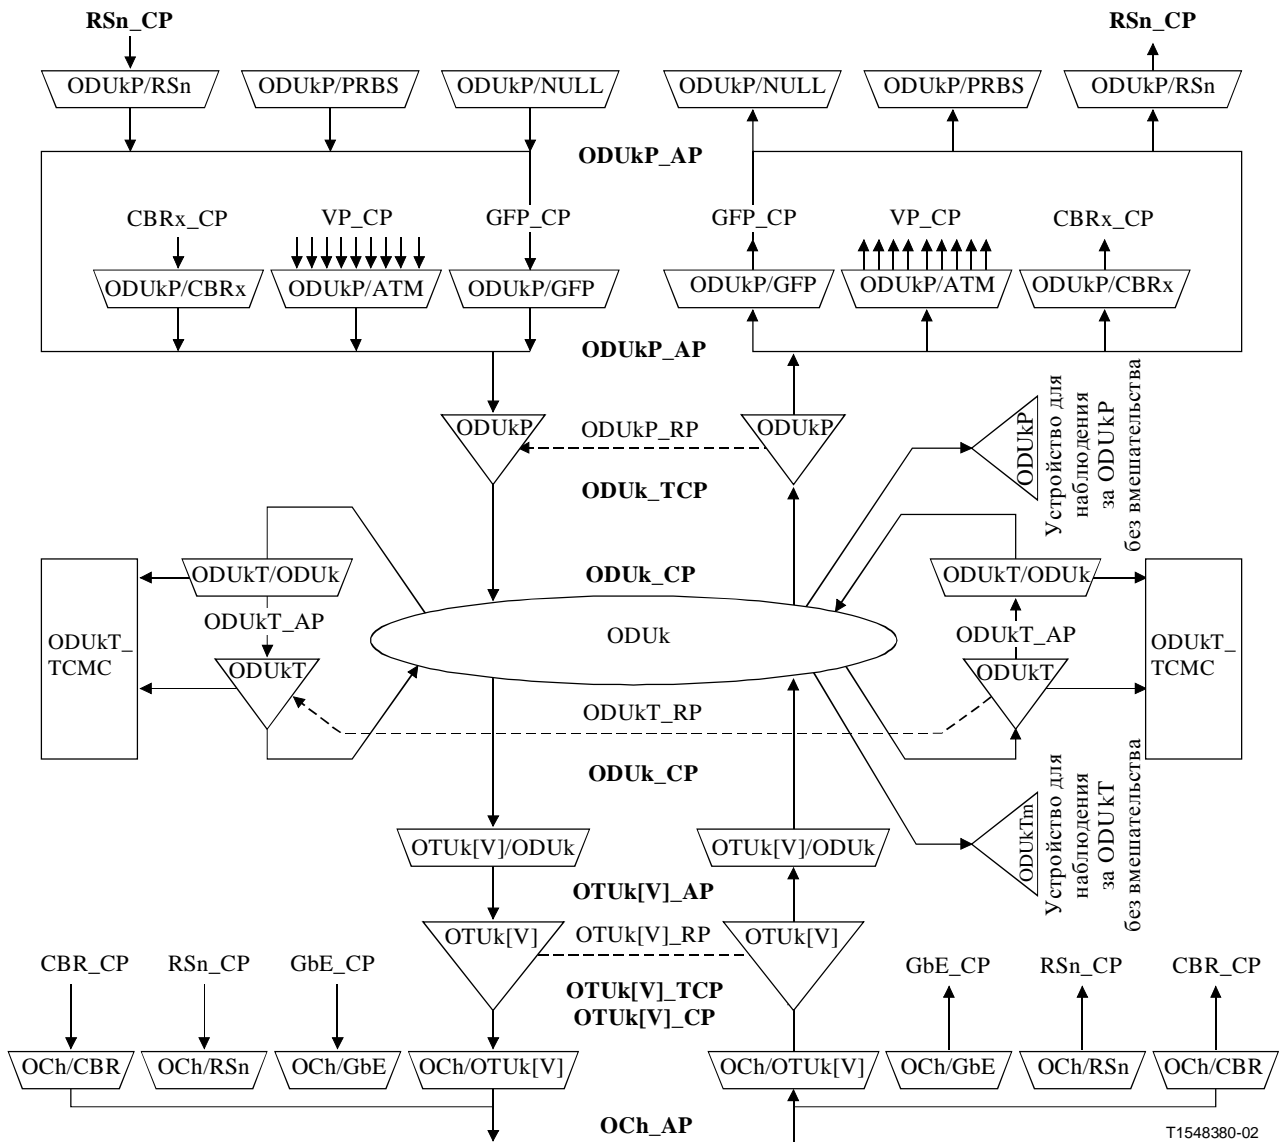 RSn_CP
RSn_CP
ODUkP/RSn
ODUkP/PRBS
ODUkP/NULL
ODUkP/NULL
ODUkP/PRBS
ODUkP/RSn
ODUkP_AP
CBRx_CP
VP_CP
GFP_CP
GFP_CP
VP_CP
CBRx_CP
ODUkP/CBRx
ODUkP/ATM
ODUkP/GFP
ODUkP/GFP
ODUkP/ATM
ODUkP/CBRx
ODUkP_AP
ODUkP
ODUkP_RP
ODUkP
ODUkP
Устройство для
наблюдения
за ODUkP
без вмешательства
ODUk_TCP
ODUkT/ODUk
ODUk_CP
ODUkT/ODUk
ODUkT_
TCMC
ODUkT_AP
ODUk
ODUkT_AP
ODUkT_
TCMC
ODUkT
ODUkT
ODUkT_RP
ODUk_CP
ODUkTm
Устройство для
наблюдения
за ODUkT
без вмешательства
OTUk[V]/ODUk
OTUk[V]/ODUk
OTUk[V]_AP
OTUk[V]
OTUk[V]_RP
OTUk[V]
CBR_CP
RSn_CP
GbE_CP
OTUk[V]_TCP
OTUk[V]_CP
GbE_CP
RSn_CP
CBR_CP
OCh/CBR
OCh/RSn
OCh/GbE
OCh/OTUk[V]
OCh/OTUk[V]
OCh/GbE
OCh/RSn
OCh/CBR
OCh_AP
T1548380-02